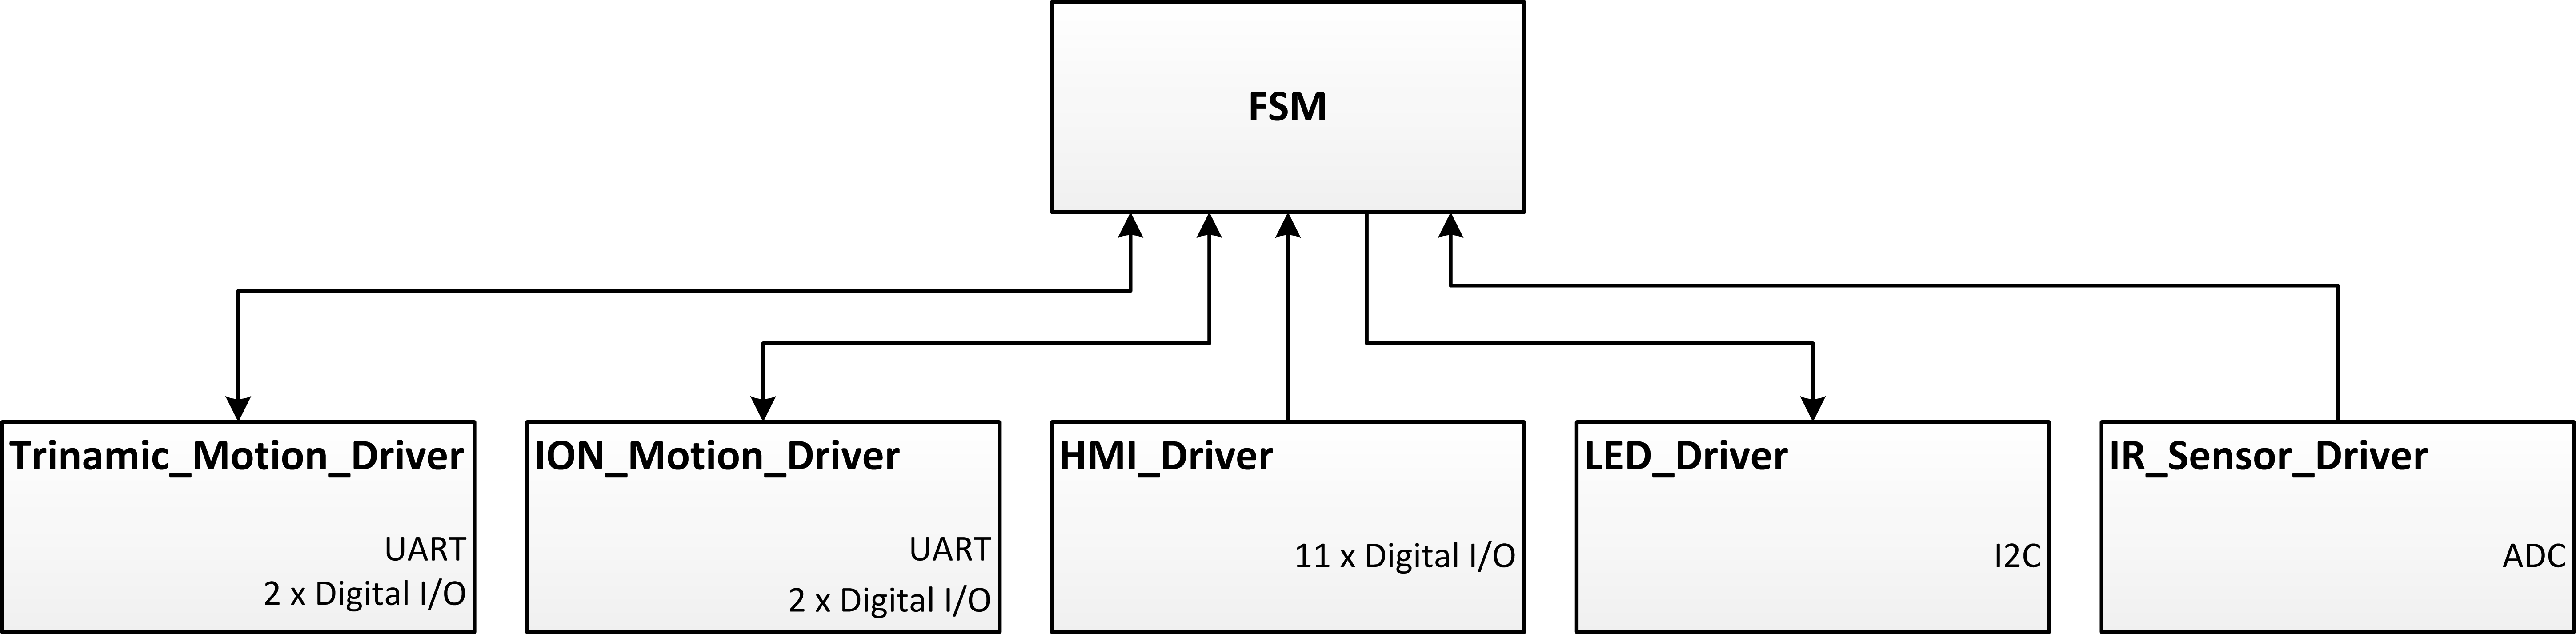 FSM
Trinamic_Motion_Driver
UART
2 x Digital I/O
ION_Motion_Driver
UART
2 x Digital I/O
HMI_Driver
11 x Digital I/O
LED_Driver
I2C
IR_Sensor_Driver
ADC